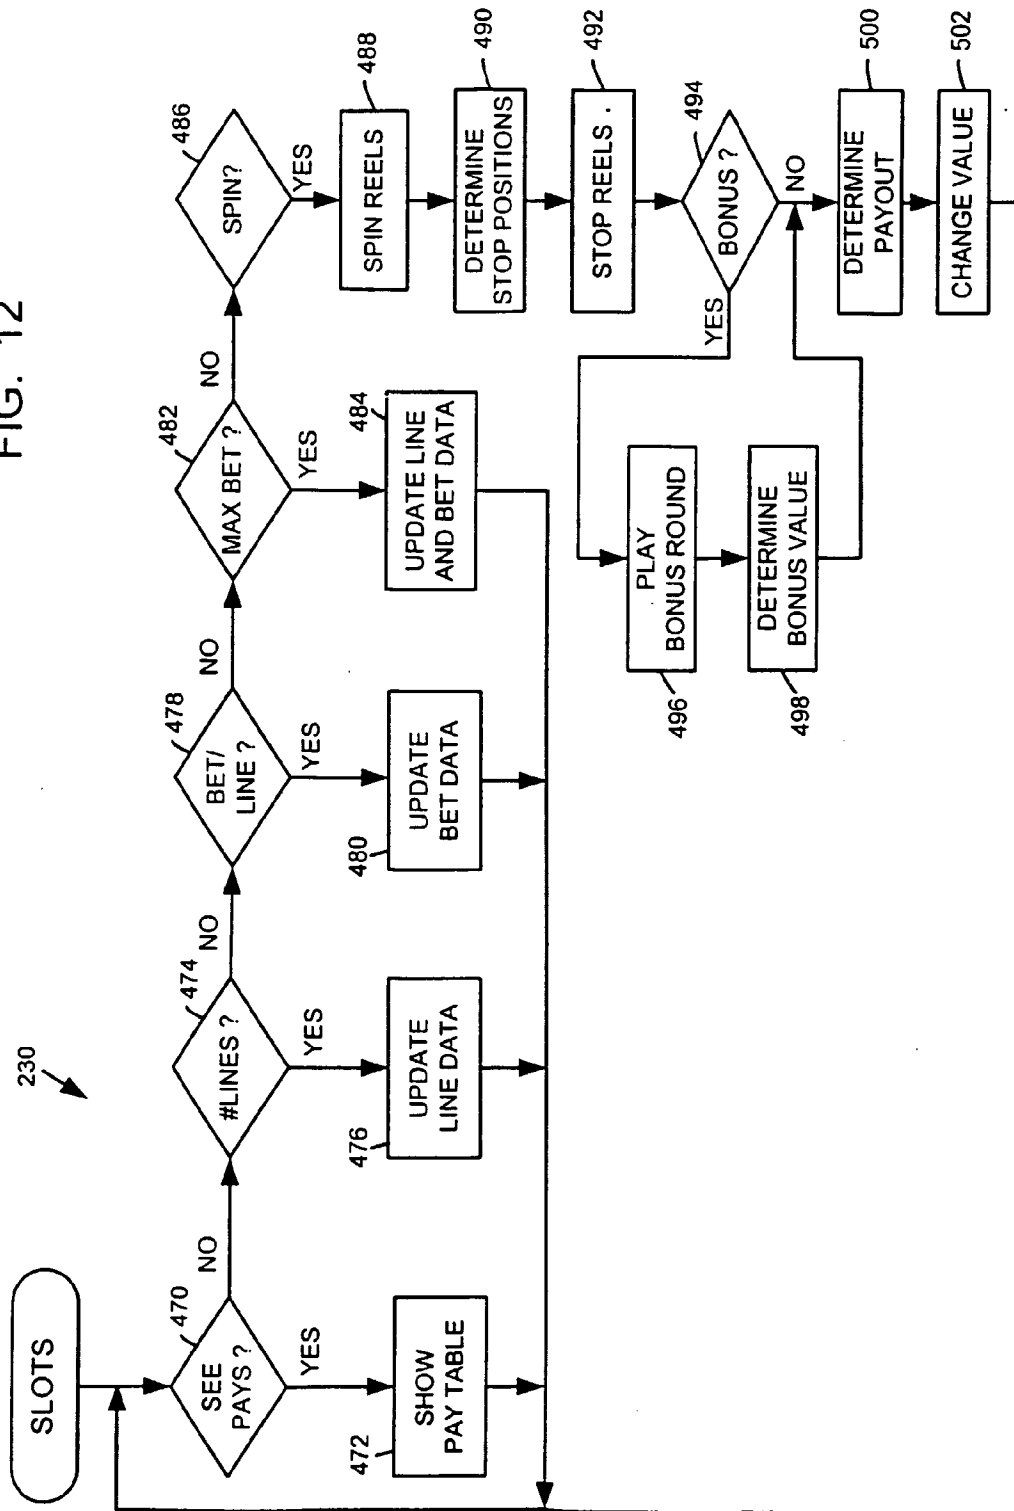 FIG. 12
230
SLOTS
470
SEE
PAYS ?
NO
YES
472
SHOW
PAY TABLE
474
#LINES ?
NO
YES
476
UPDATE
LINE DATA
478
BET/
LINE ?
NO
YES
480
UPDATE
BET DATA
482
MAX BET ?
NO
YES
484
UPDATE LINE
AND BET DATA
486
SPIN?
YES
488
SPIN REELS
490
DETERMINE
STOP POSITIONS
492
STOP REELS
494
BONUS ?
YES
NO
496
PLAY
BONUS ROUND
498
DETERMINE
BONUS VALUE
500
DETERMINE
PAYOUT
502
CHANGE VALUE